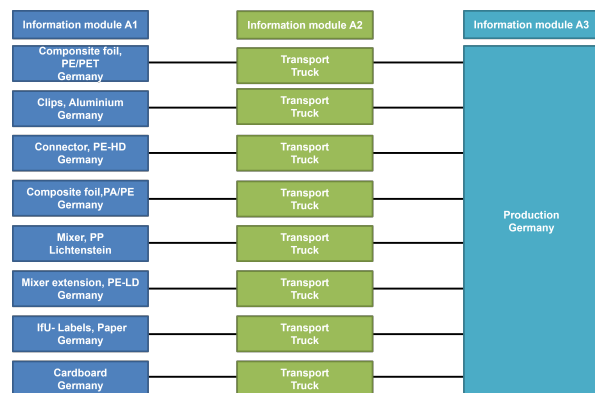 Information module A1
Information module A2
Information module A3
Componsite foil,
PE/PET
Germany
Transport
Truck
Clips, Aluminium
Germany
Transport
Truck
Connector, PE-HD
Germany
Transport
Truck
Composite foil,PA/PE
Germany
Transport
Truck
Production
Germany
Mixer, PP
Lichtenstein
Transport
Truck
Mixer extension, PE-LD
Germany
Transport
Truck
IfU- Labels, Paper
Germany
Transport
Truck
Cardboard
Germany
Transport
Truck